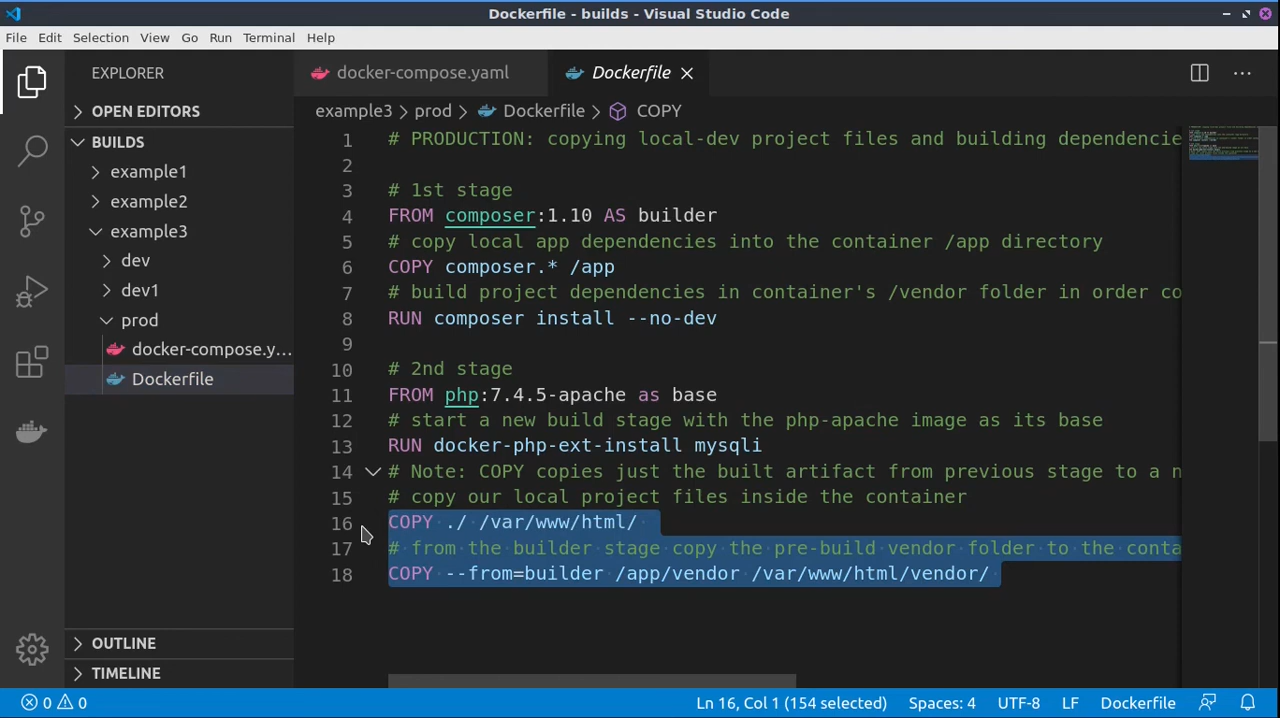 Dockerfile - builds - Visual Studio Code
File Edit Selection View Go Run Terminal Help
EXPLORER
OPEN EDITORS
BUILDS
example1
example2
example3
dev
dev1
prod
docker-compose.y...
Dockerfile
OUTLINE
TIMELINE
docker-compose.yaml
Dockerfile
example3 > prod > Dockerfile > COPY
1 # PRODUCTION: copying local-dev project files and building dependencie
2
3 # 1st stage
4 FROM composer:1.10 AS builder
5 # copy local app dependencies into the container /app directory
6 COPY composer.* /app
7 # build project dependencies in container's /vendor folder in order co
8 RUN composer install --no-dev
9
10 # 2nd stage
11 FROM php:7.4.5-apache as base
12 # start a new build stage with the php-apache image as its base
13 RUN docker-php-ext-install mysqli
14 # Note: COPY copies just the built artifact from previous stage to a n
15 # copy our local project files inside the container
16 COPY ./ /var/www/html/
17 # from the builder stage copy the pre-build vendor folder to the conta
18 COPY --from=builder /app/vendor /var/www/html/vendor/
0 0 Ln 16, Col 1 (154 selected) Spaces: 4 UTF-8 LF Dockerfile